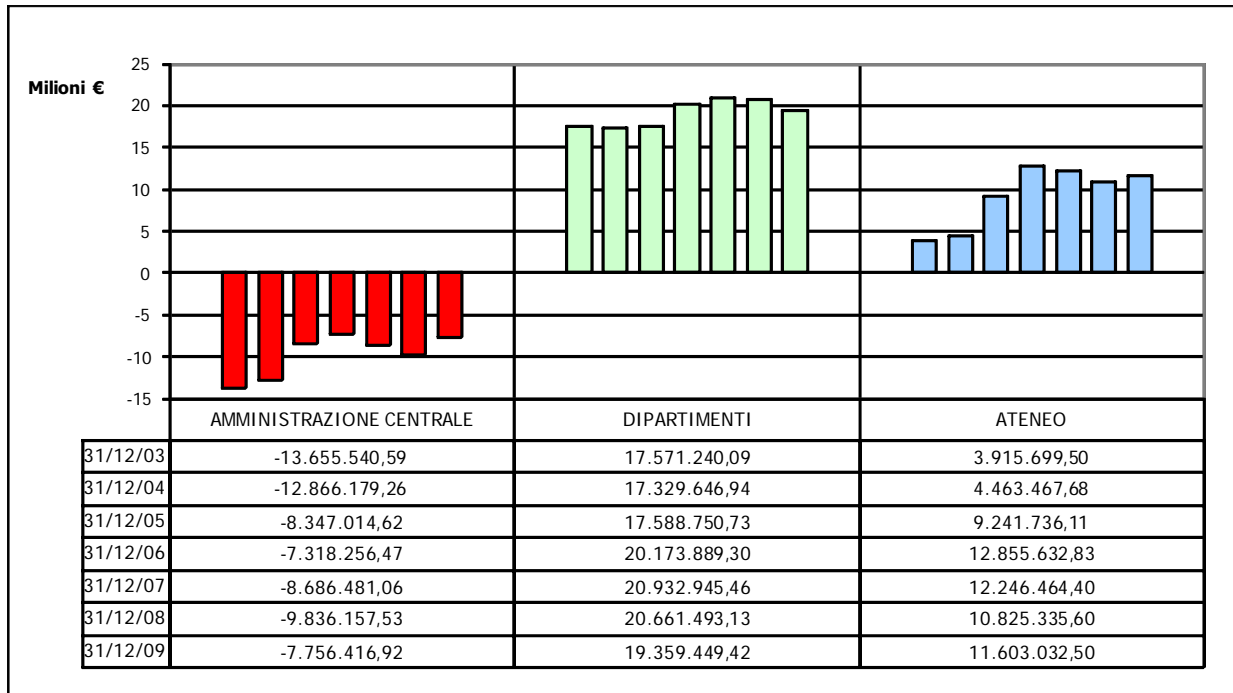 Milioni €
25
20
15
10
5
0
-5
-10
-15
AMMINISTRAZIONE CENTRALE DIPARTIMENTI ATENEO
31/12/03 -13.655.540,59 17.571.240,09 3.915.699,50
31/12/04 -12.866.179,26 17.329.646,94 4.463.467,68
31/12/05 -8.347.014,62 17.588.750,73 9.241.736,11
31/12/06 -7.318.256,47 20.173.889,30 12.855.632,83
31/12/07 -8.686.481,06 20.932.945,46 12.246.464,40
31/12/08 -9.836.157,53 20.661.493,13 10.825.335,60
31/12/09 -7.756.416,92 19.359.449,42 11.603.032,50